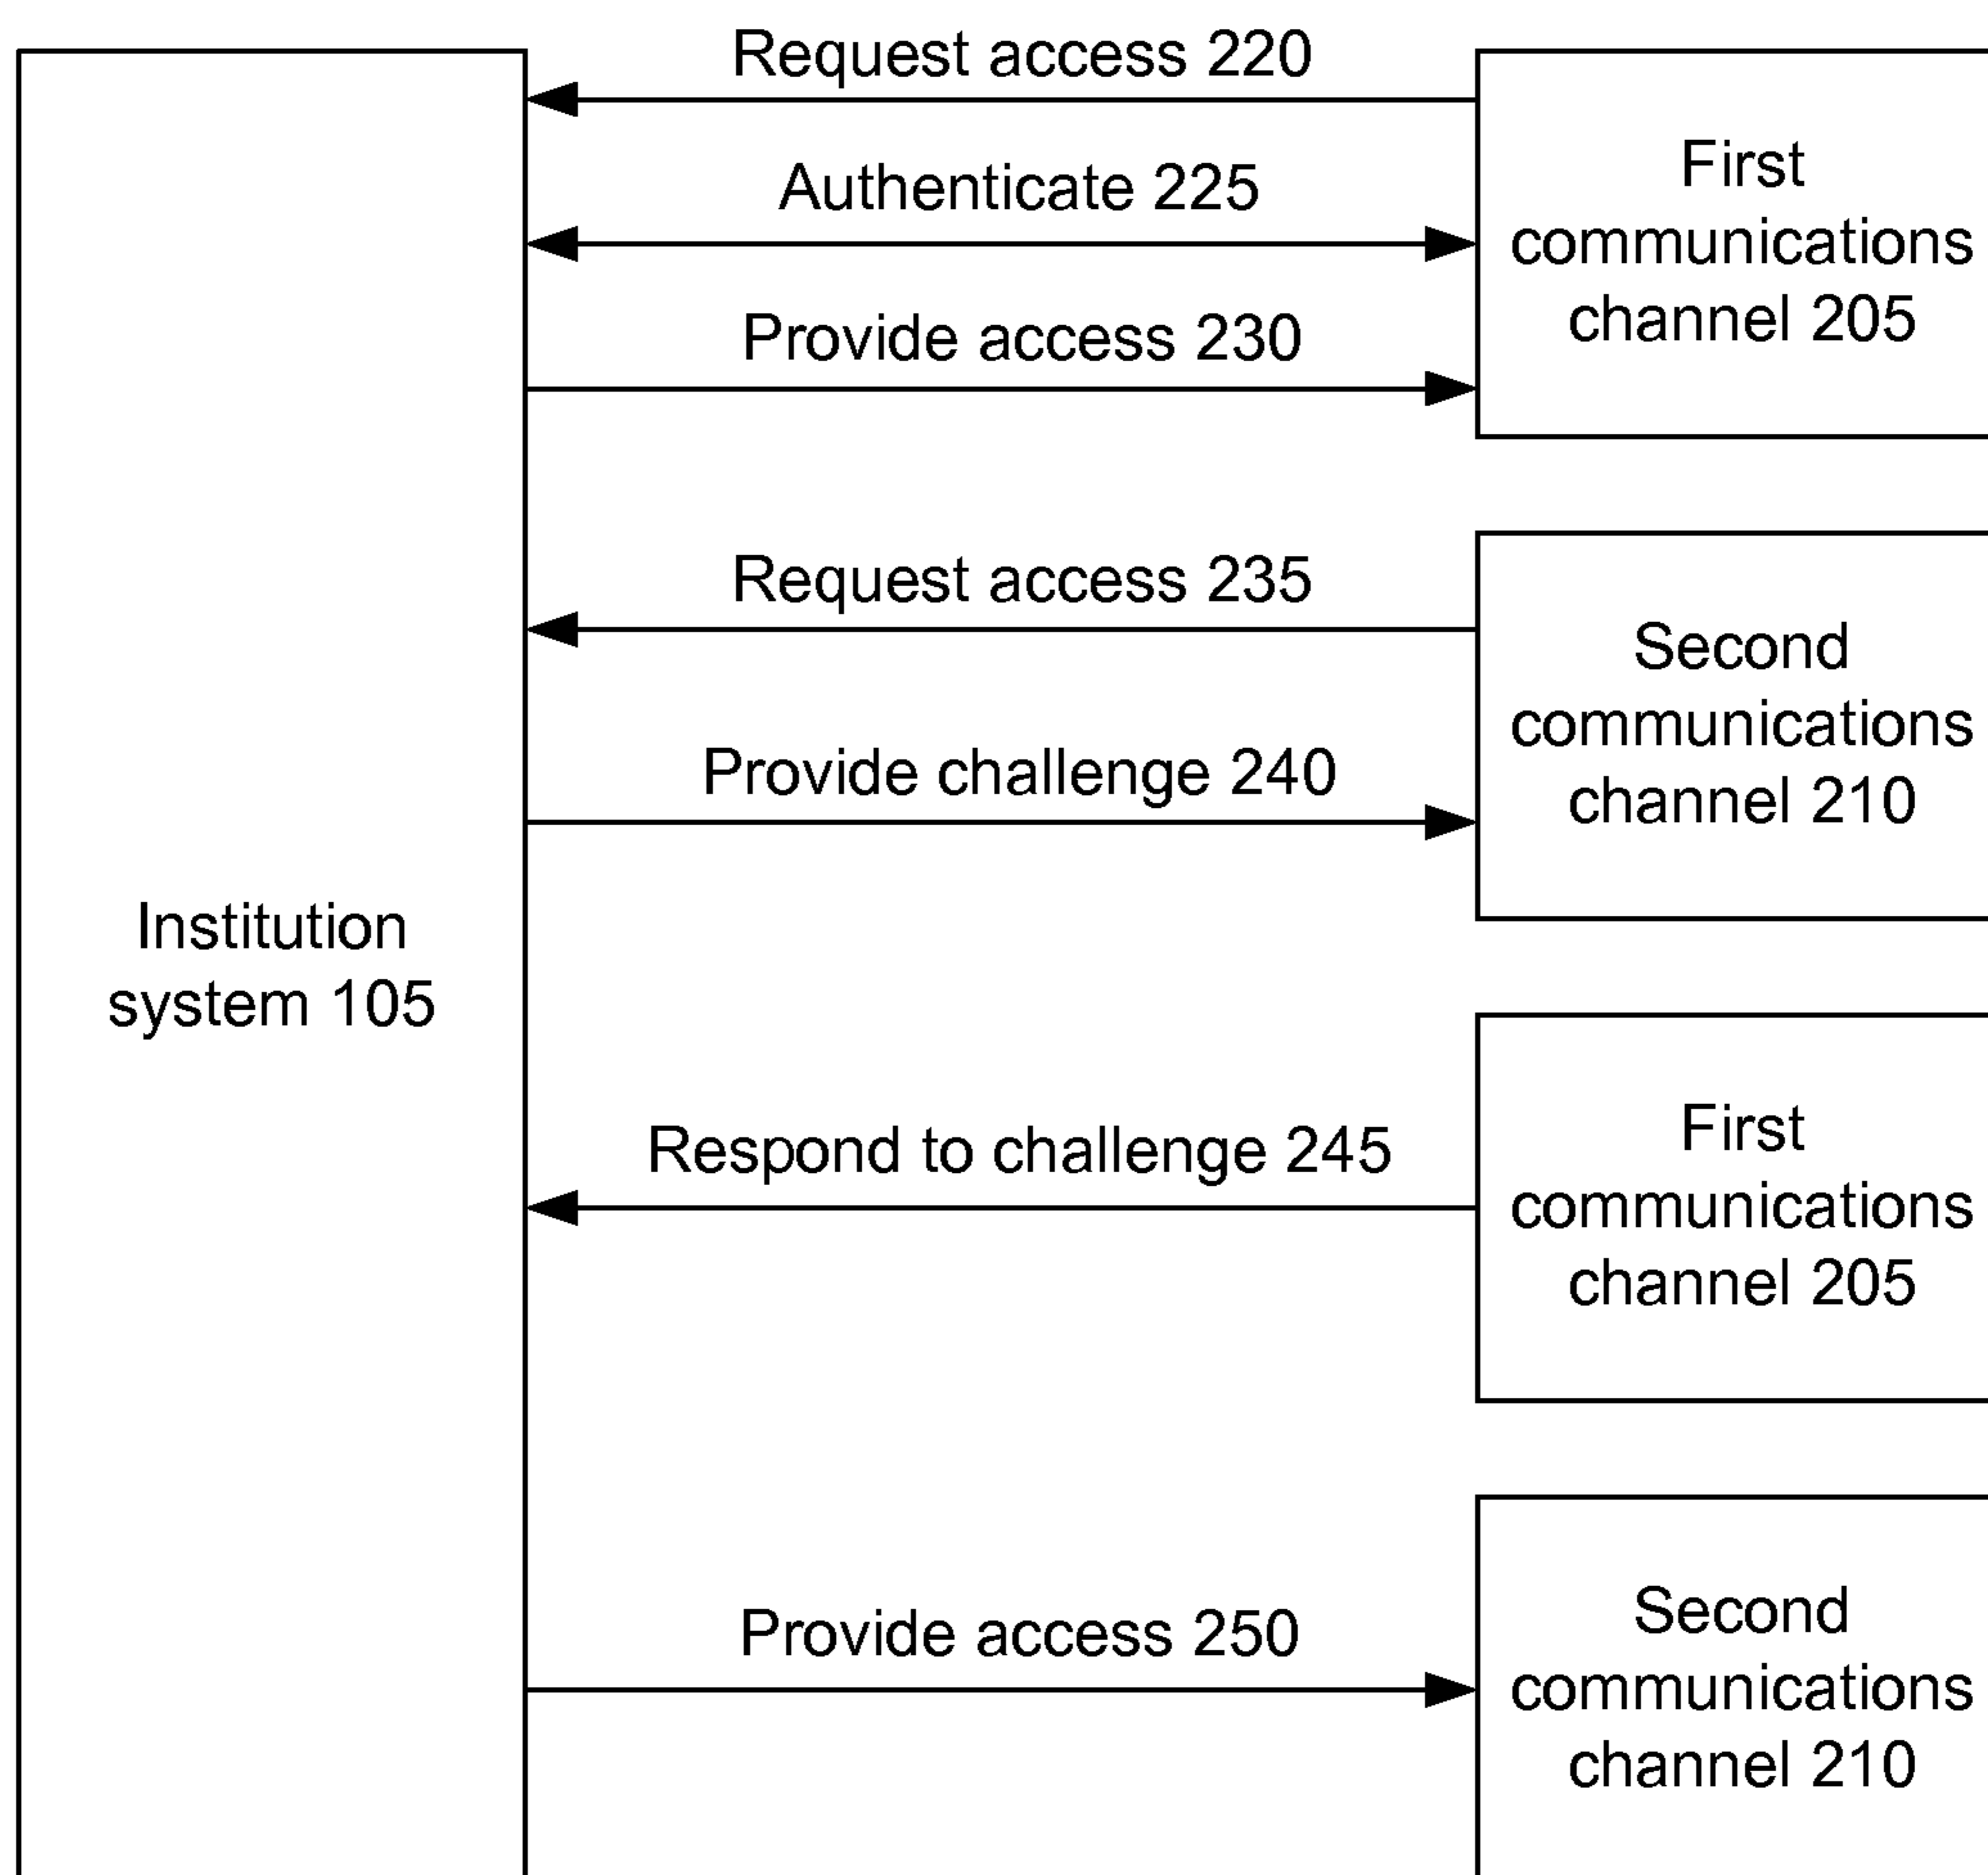 Request access 220
Authenticate 225
Provide access 230
First
communications
channel 205
Request access 235
Provide challenge 240
Second
communications
channel 210
Institution
system 105
Respond to challenge 245
First
communications
channel 205
Provide access 250
Second
communications
channel 210